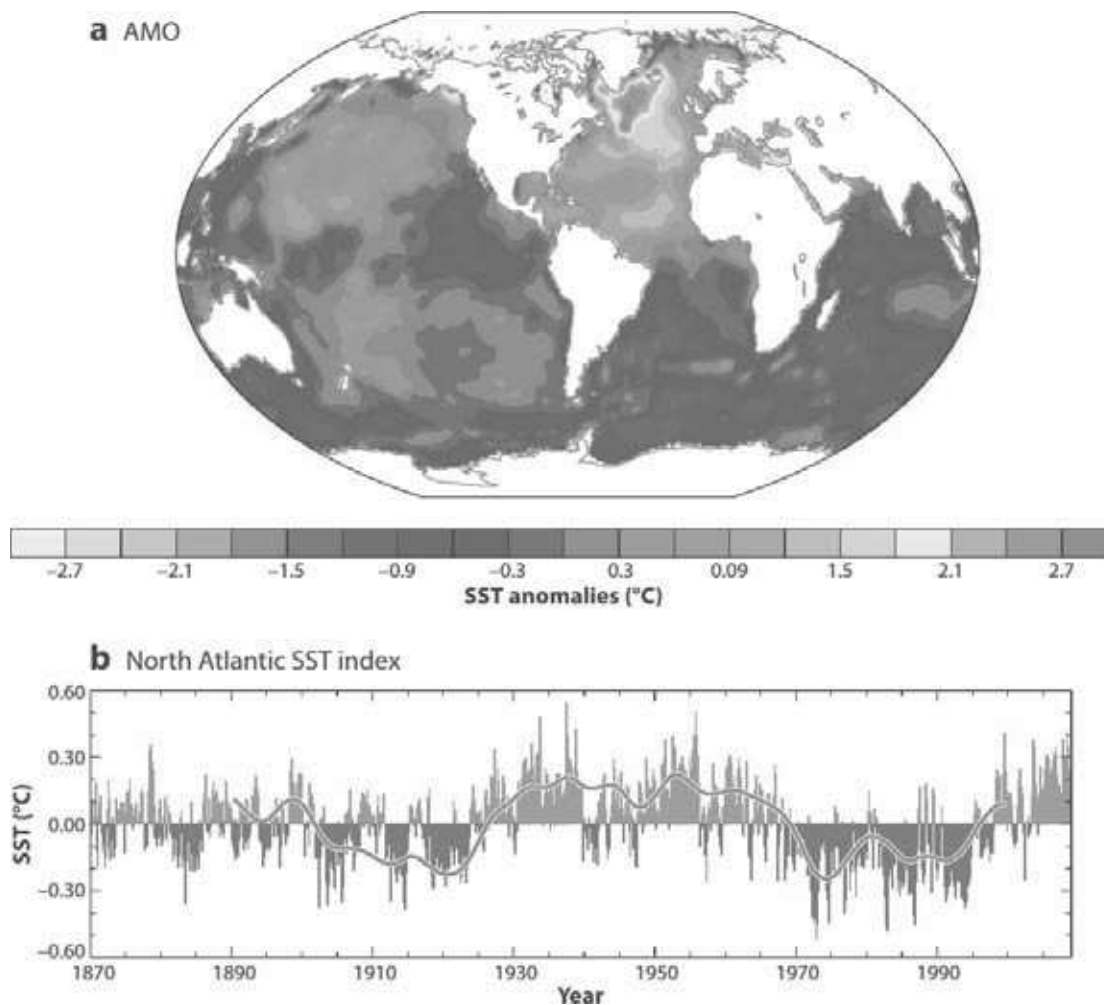 a AMO
−2.7 −2.1 −1.5 −0.9 −0.3 0.3 0.09 1.5 2.1 2.7
SST anomalies (°C)
b North Atlantic SST index
0.60
0.30
0.00
−0.30
−0.60
SST (°C)
1870 1890 1910 1930 1950 1970 1990
Year